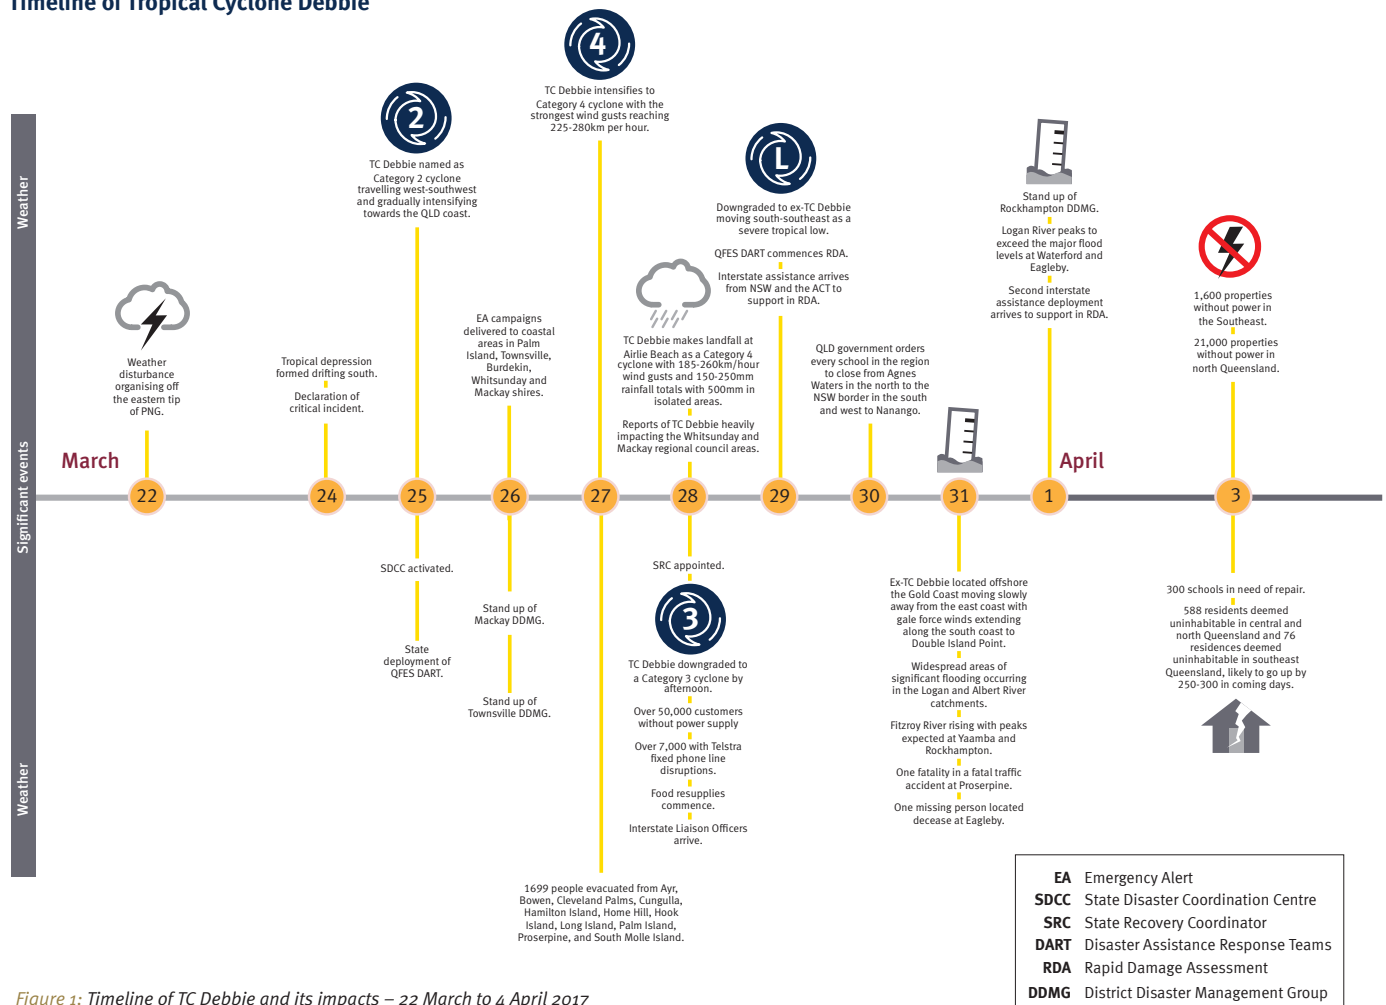 Timeline of Tropical Cyclone Debbie
Weather
Significant events
Weather
March
April
22
Weather
disturbance
organising off
the eastern tip
of PNG.
24
Tropical depression
formed drifting south.
Declaration of
critical incident.
25
2
TC Debbie named as
Category 2 cyclone
travelling west-southwest
and gradually intensifying
towards the QLD coast.
SDCC activated.
State
deployment of
QFES DART.
26
EA campaigns
delivered to coastal
areas in Palm
Island, Townsville,
Burdekin,
Whitsunday and
Mackay shires.
Stand up of
Mackay DDMG.
Stand up of
Townsville DDMG.
27
4
TC Debbie intensifies to
Category 4 cyclone with the
strongest wind gusts reaching
225-280km per hour.
1699 people evacuated from Ayr,
Bowen, Cleveland Palms, Cungulla,
Hamilton Island, Home Hill, Hook
Island, Long Island, Palm Island,
Proserpine, and South Molle Island.
28
TC Debbie makes landfall at
Airlie Beach as a Category 4
cyclone with 185-260km/hour
wind gusts and 150-250mm
rainfall totals with 500mm in
isolated areas.
Reports of TC Debbie heavily
impacting the Whitsunday and
Mackay regional council areas.
SRC appointed.
3
TC Debbie downgraded to
a Category 3 cyclone by
afternoon.
Over 50,000 customers
without power supply
Over 7,000 with Telstra
fixed phone line
disruptions.
Food resupplies
commence.
Interstate Liaison Officers
arrive.
29
L
Downgraded to ex-TC Debbie
moving south-southeast as a
severe tropical low.
QFES DART commences RDA.
Interstate assistance arrives
from NSW and the ACT to
support in RDA.
30
QLD government orders
every school in the region
to close from Agnes
Waters in the north to the
NSW border in the south
and west to Nanango.
31
Ex-TC Debbie located offshore
the Gold Coast moving slowly
away from the east coast with
gale force winds extending
along the south coast to
Double Island Point.
Widespread areas of
significant flooding occurring
in the Logan and Albert River
catchments.
Fitzroy River rising with peaks
expected at Yaamba and
Rockhampton.
One fatality in a fatal traffic
accident at Proserpine.
One missing person located
decease at Eagleby.
1
Stand up of
Rockhampton DDMG.
Logan River peaks to
exceed the major flood
levels at Waterford and
Eagleby.
Second interstate
assistance deployment
arrives to support in RDA.
3
1,600 properties
without power in
the Southeast.
21,000 properties
without power in
north Queensland.
300 schools in need of repair.
588 residents deemed
uninhabitable in central and
north Queensland and 76
residences deemed
uninhabitable in southeast
Queensland, likely to go up by
250-300 in coming days.
EA Emergency Alert
SDCC State Disaster Coordination Centre
SRC State Recovery Coordinator
DART Disaster Assistance Response Teams
RDA Rapid Damage Assessment
DDMG District Disaster Management Group
Figure 1: Timeline of TC Debbie and its impacts – 22 March to 4 April 2017